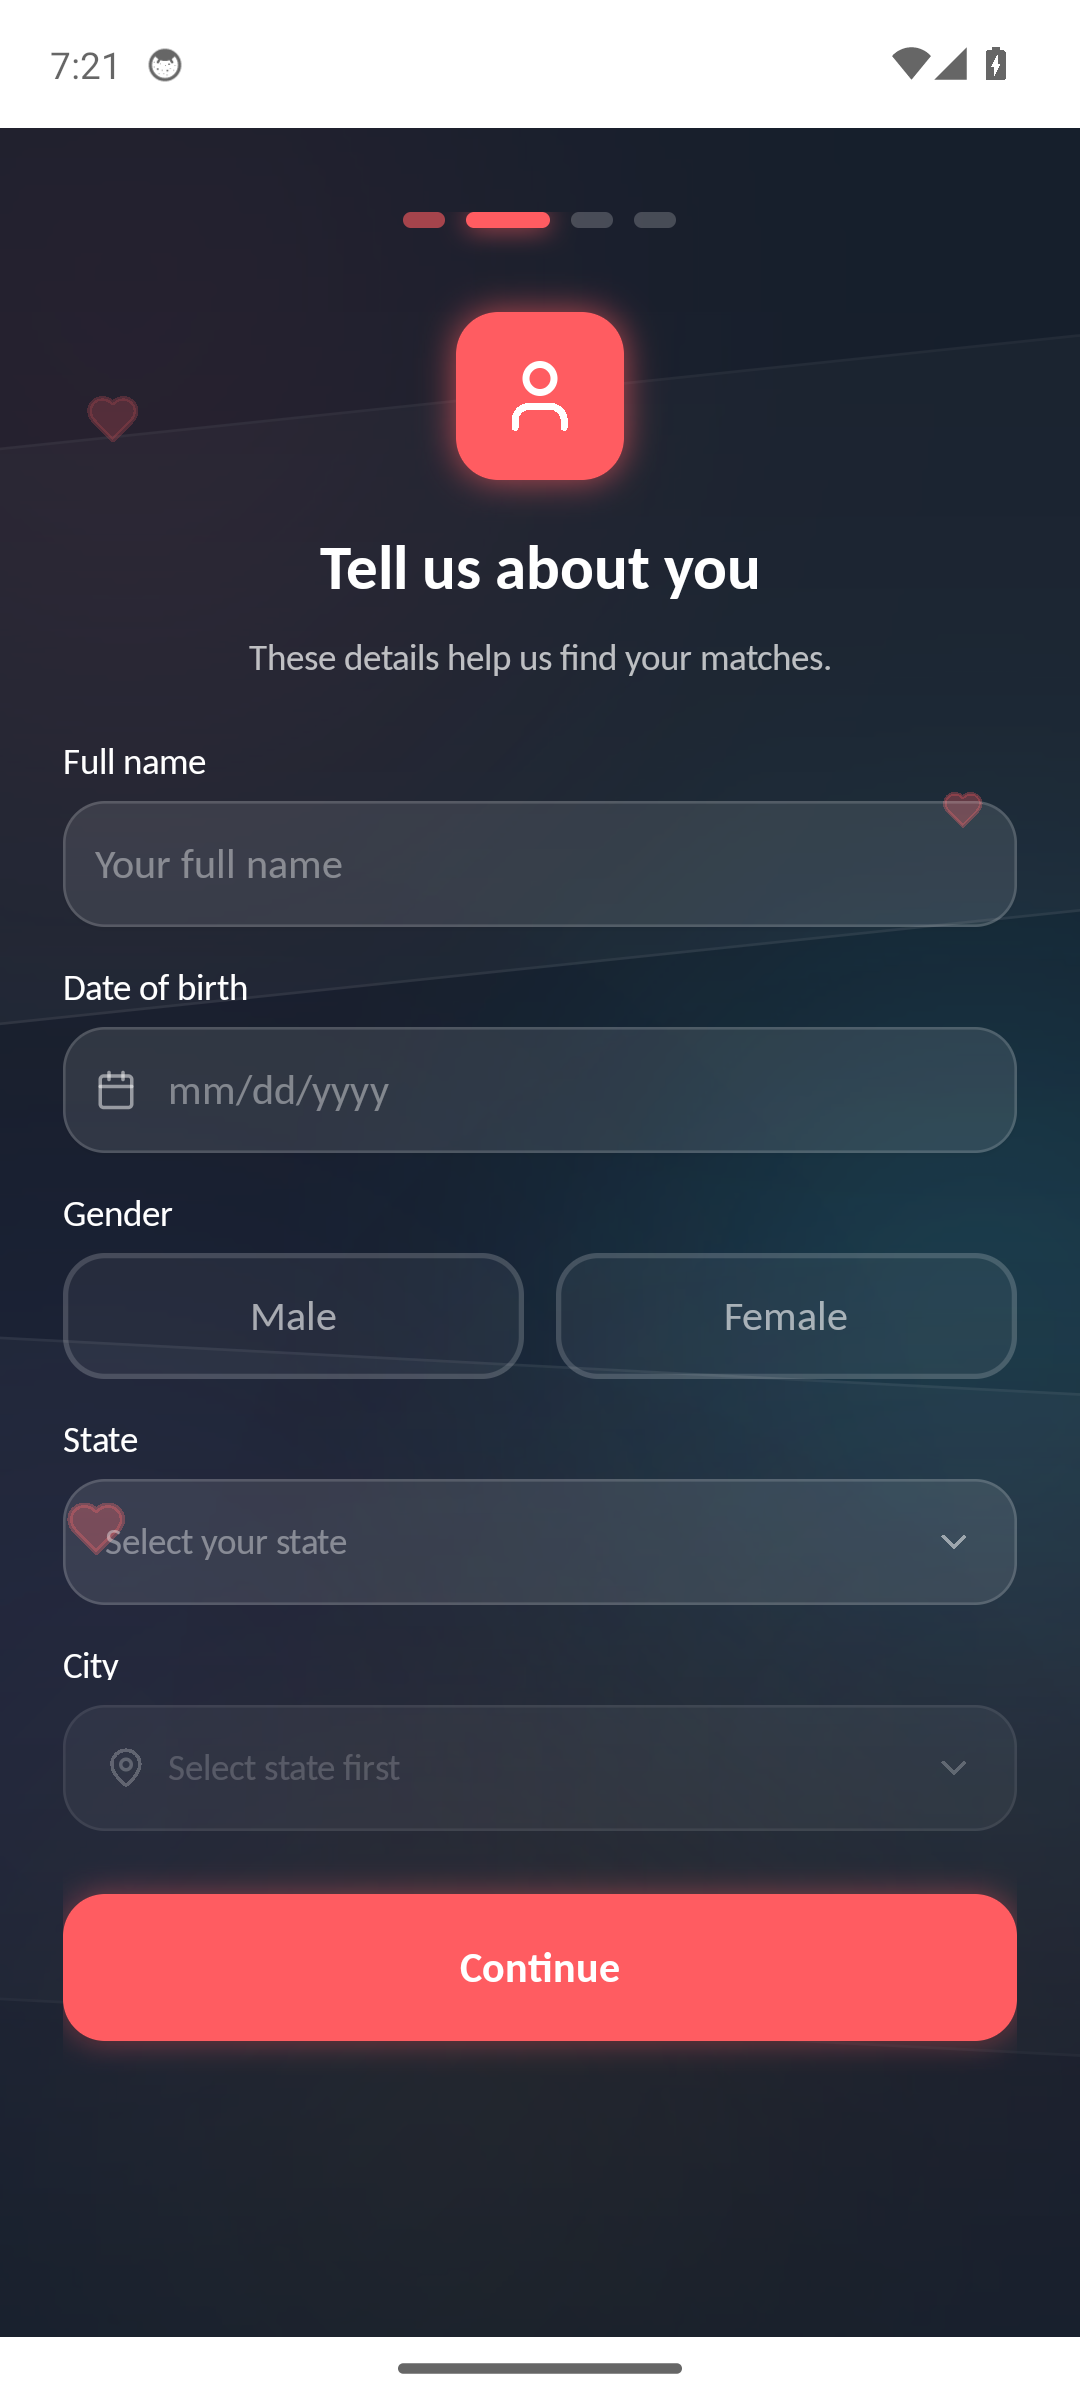 7:21
Tell us about you
These details help us find your matches.
Full name
Your full name
Date of birth
mm/dd/yyyy
Gender
Male
Female
State
Select your state
City
Select state first
Continue